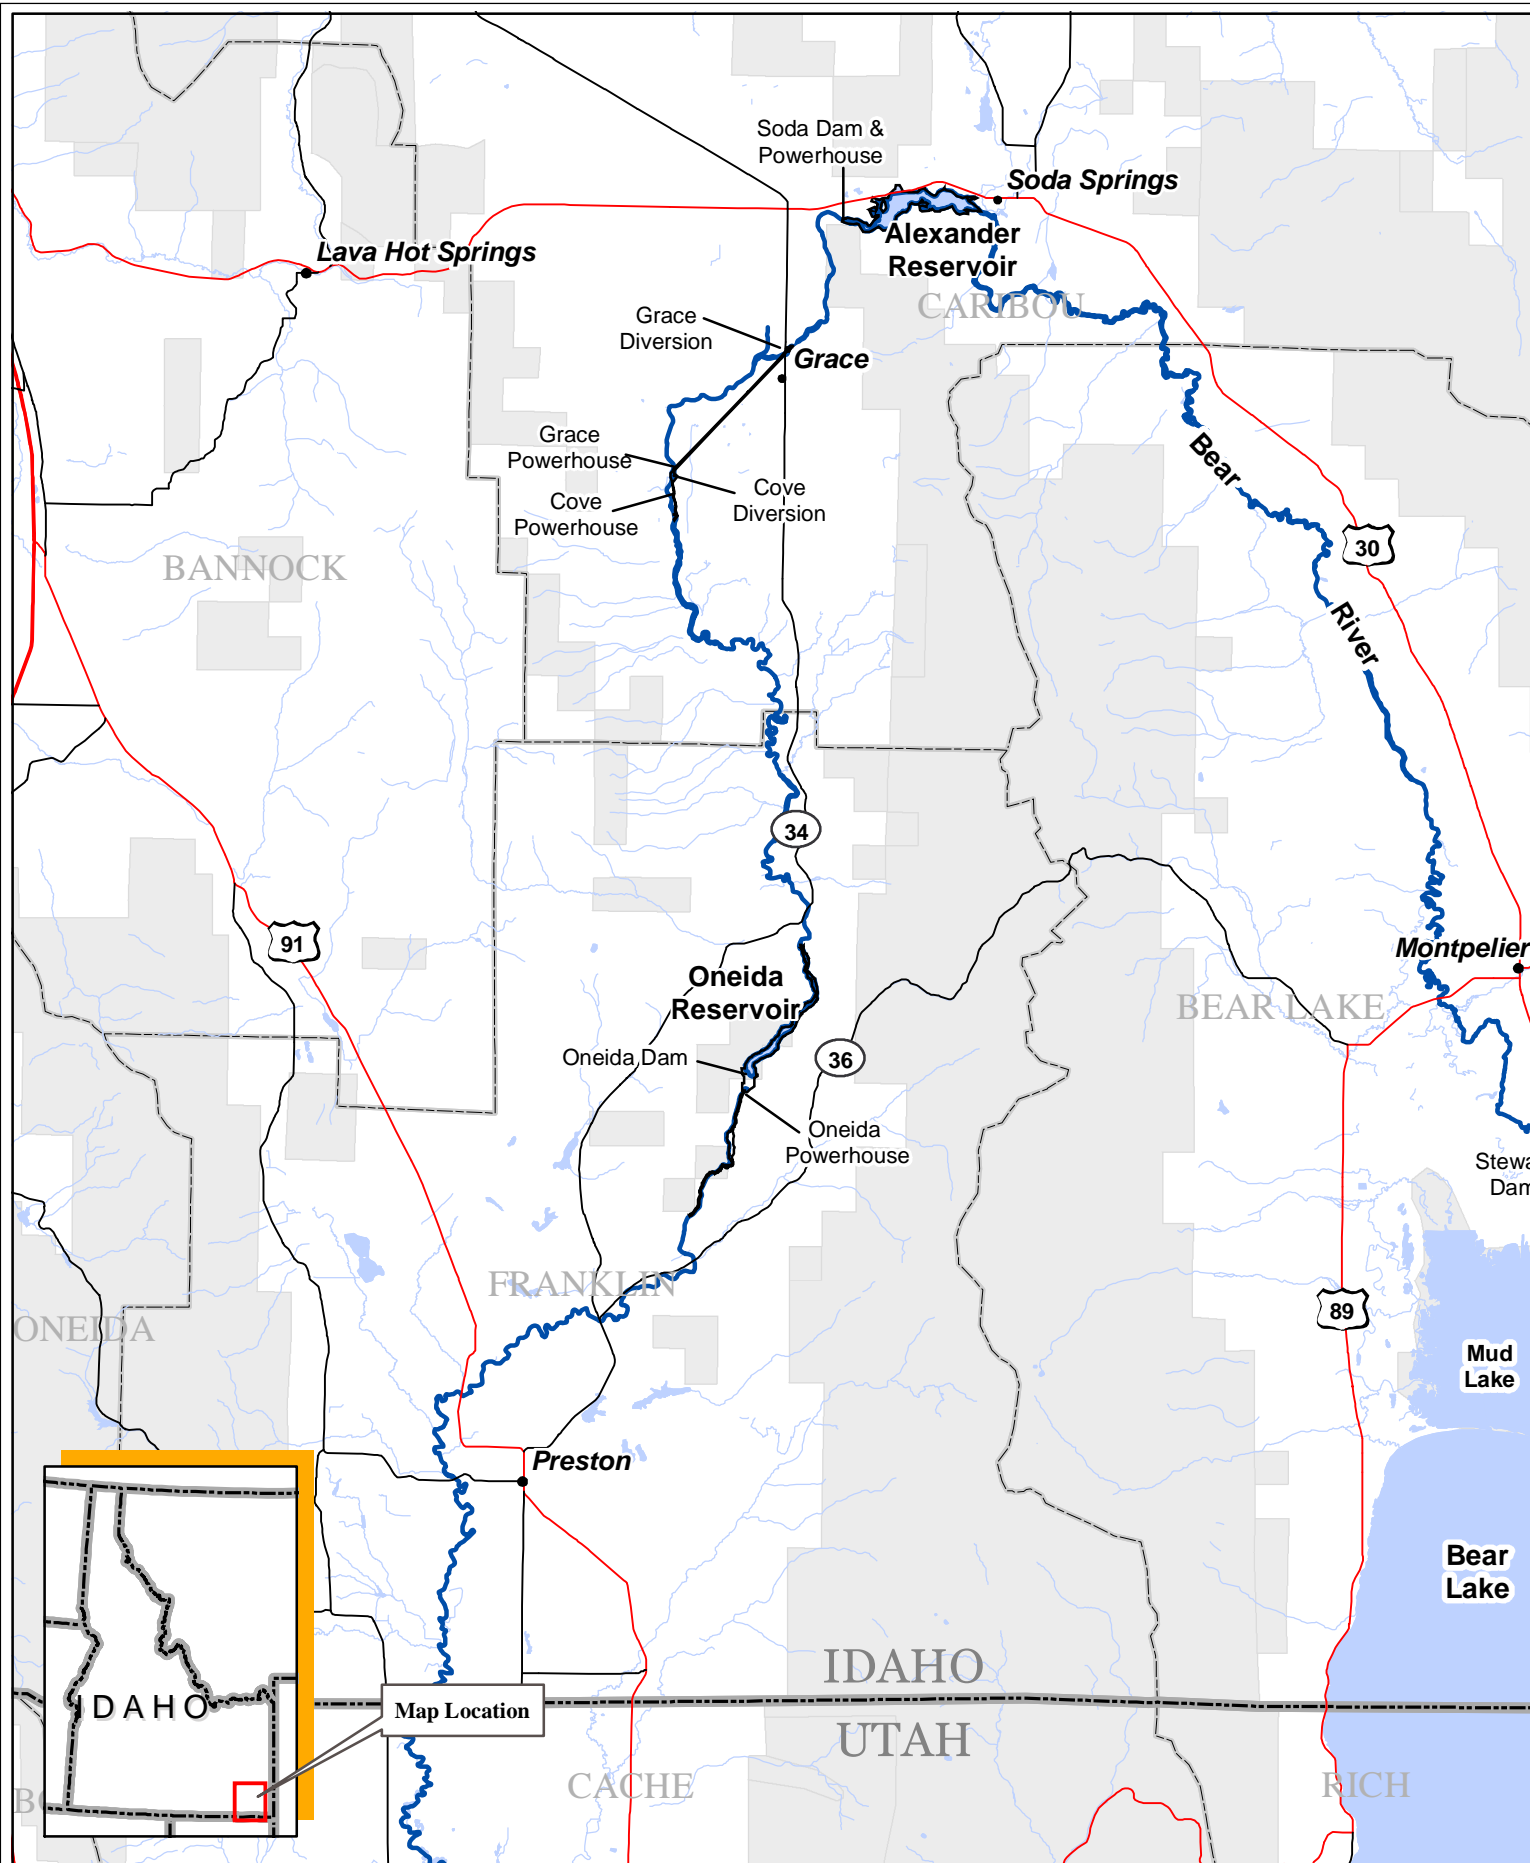 Soda Dam &
Powerhouse
Soda Springs
Alexander
Reservoir
Lava Hot Springs
CARIBOU
Grace
Diversion
Grace
Grace
Powerhouse
Cove
Powerhouse
Cove
Diversion
Bear
River
30
BANNOCK
34
91
Montpelier
Oneida
Reservoir
BEAR LAKE
Oneida Dam
36
Oneida
Powerhouse
Stewa
Dam
FRANKLIN
89
ONEIDA
Mud
Lake
Preston
Bear
Lake
IDAHO
IDAHO
Map Location
UTAH
CACHE
RICH